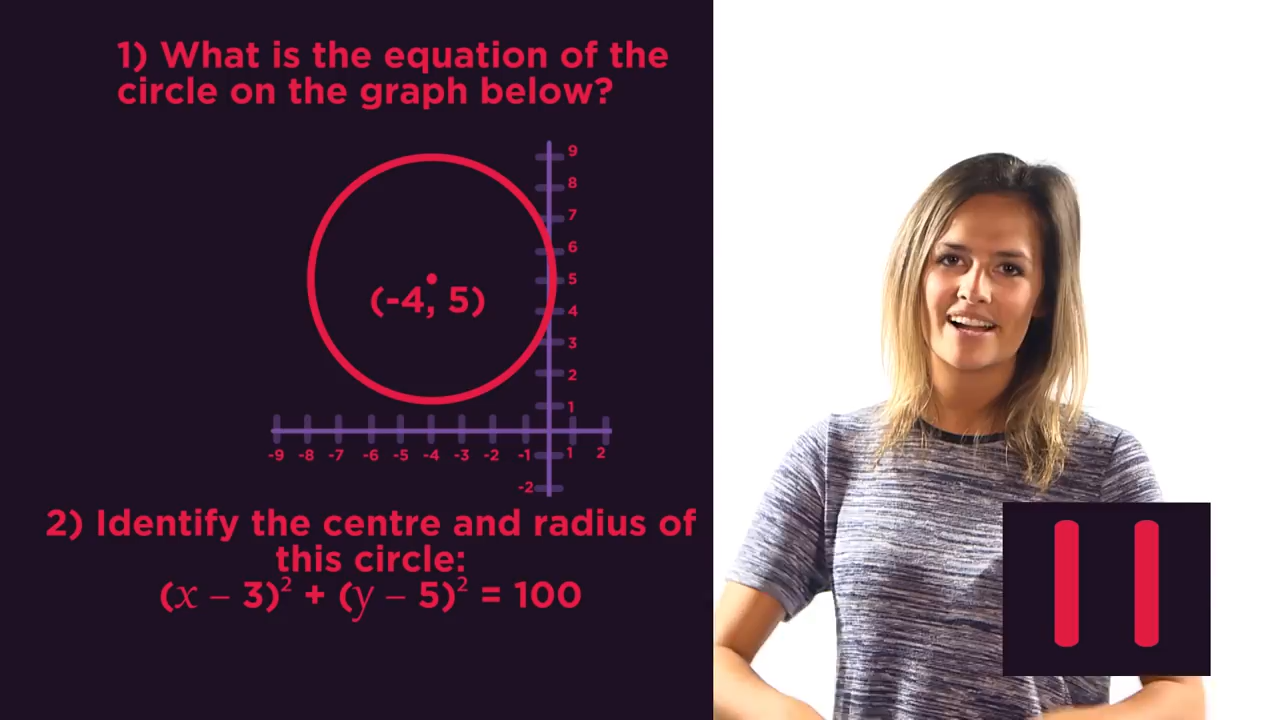 1) What is the equation of the
circle on the graph below?
9
8
7
6
5
(-4, 5)
4
3
2
1
-9 -8 -7 -6 -5 -4 -3 -2 -1 1 2
-2
2) Identify the centre and radius of
this circle:
(x – 3)² + (y – 5)² = 100